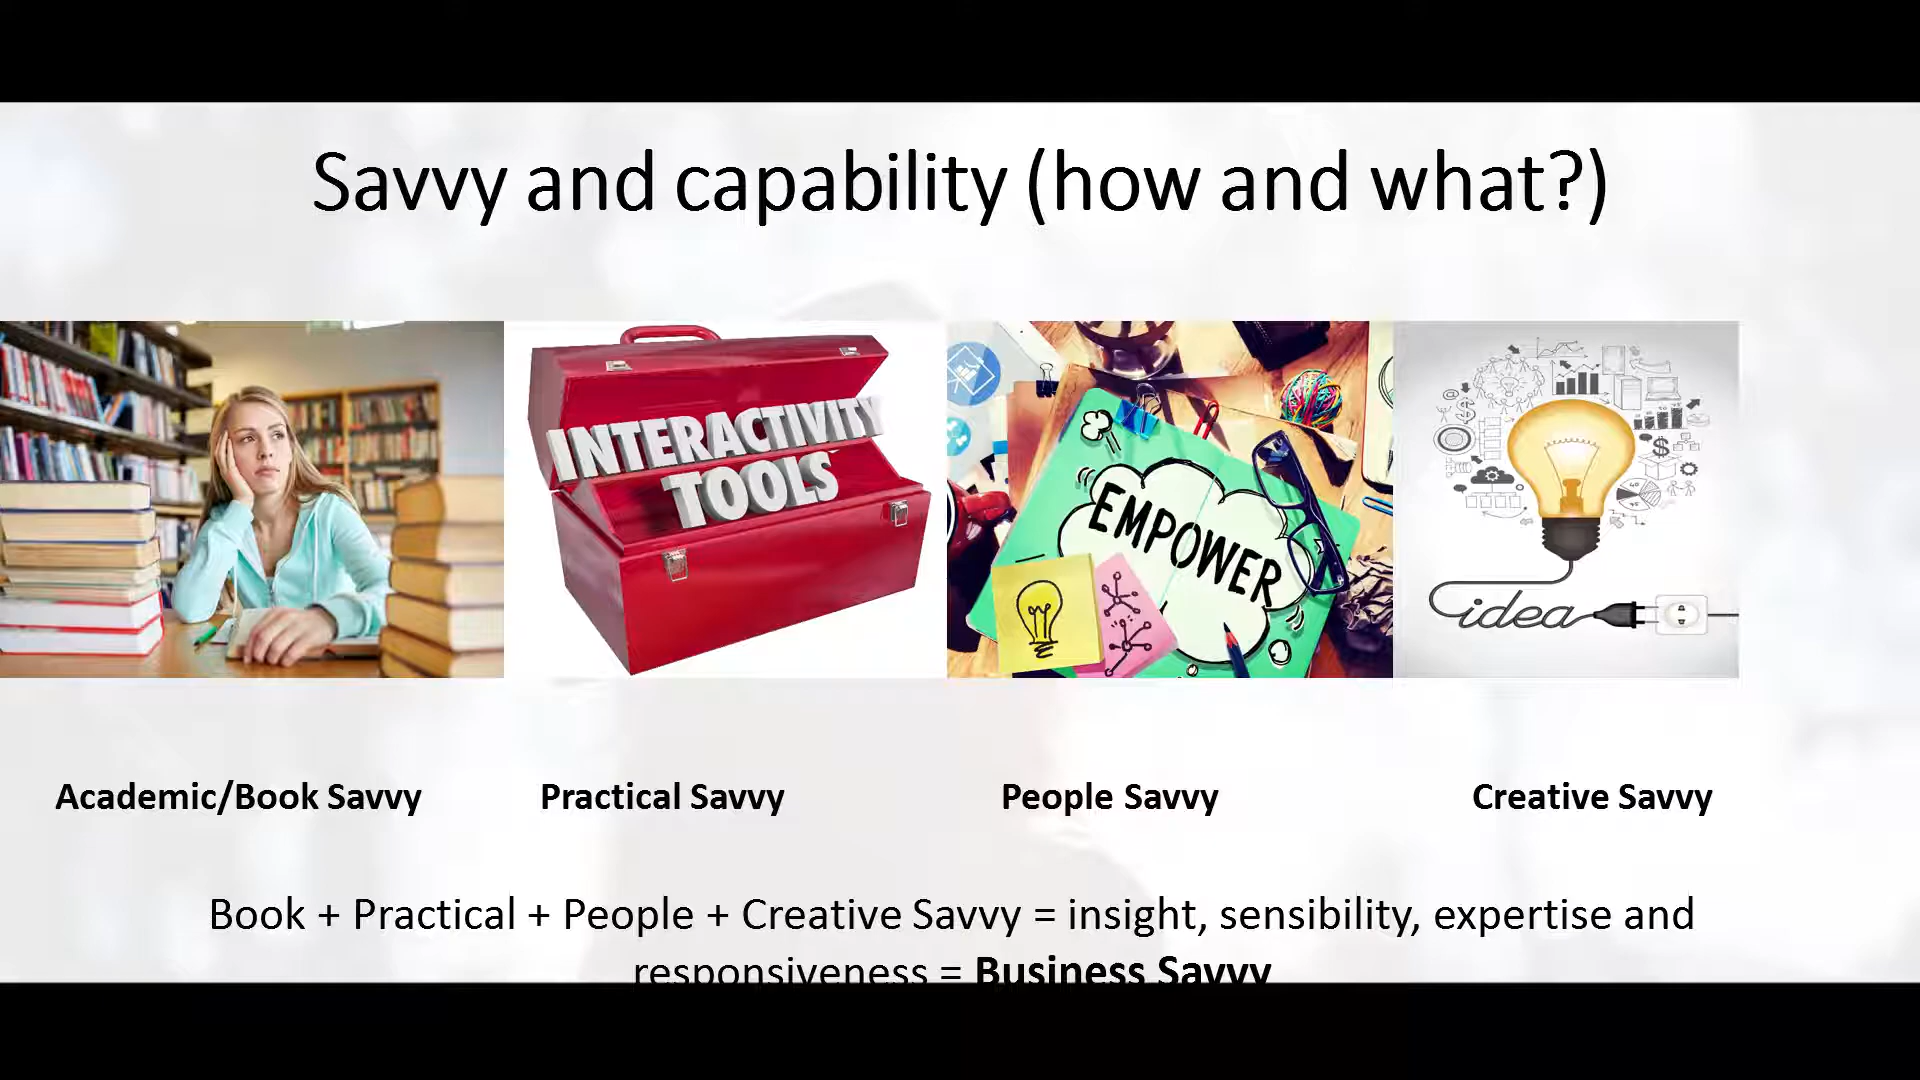 Savvy and capability (how and what?)
INTERACTIVITY
TOOLS
EMPOWER
idea
Academic/Book Savvy
Practical Savvy
People Savvy
Creative Savvy
Book + Practical + People + Creative Savvy = insight, sensibility, expertise and
responsiveness = Business Savvy